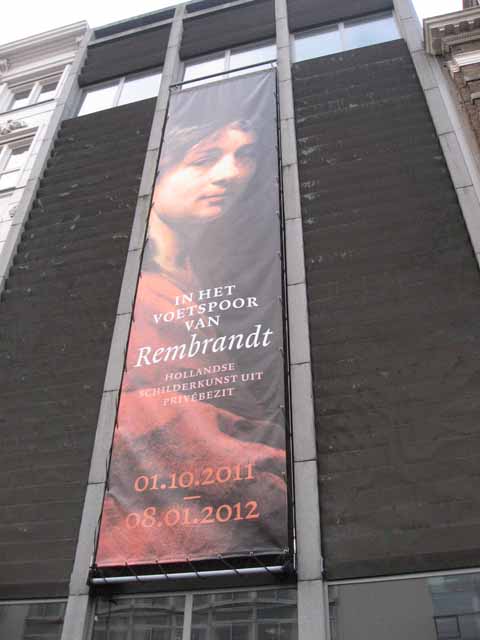 IN HET
VOETSPOOR
VAN
Rembrandt
HOLLANDSE
SCHILDERKUNST UIT
PRIVÉBEZIT
01.10.2011
–
08.01.2012